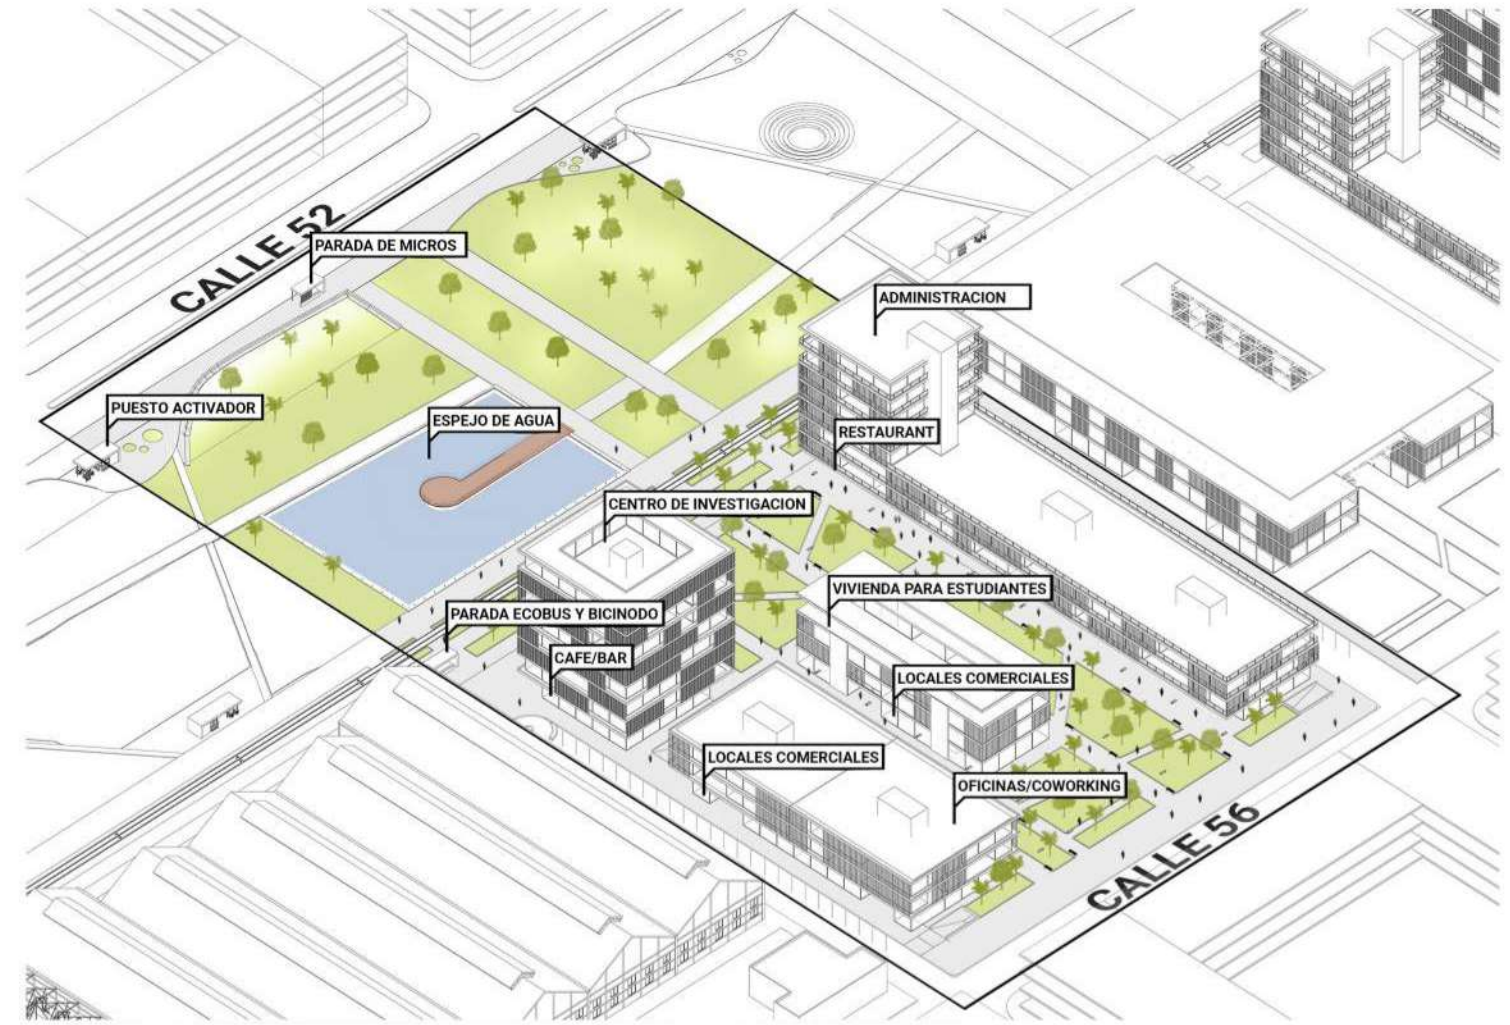 CALLE 52
PARADA DE MICROS
ADMINISTRACION
PUESTO ACTIVADOR
ESPEJO DE AGUA
RESTAURANT
CENTRO DE INVESTIGACION
VIVIENDA PARA ESTUDIANTES
PARADA ECOBUS Y BICINODO
CAFE/BAR
LOCALES COMERCIALES
LOCALES COMERCIALES
OFICINAS/COWORKING
CALLE 56